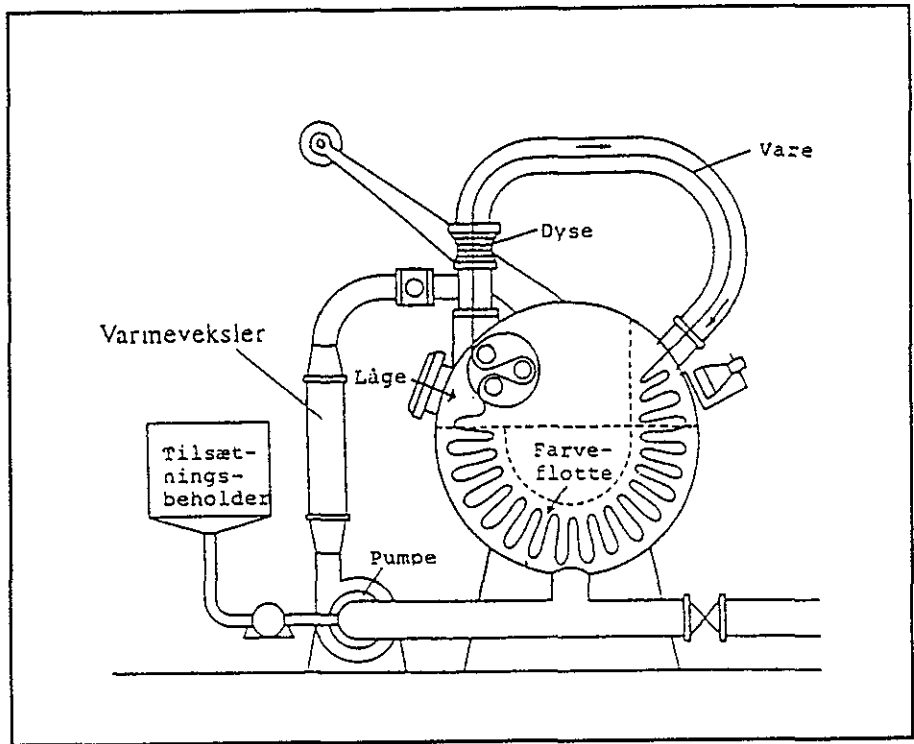 Vare
Dyse
Varmeveksler
Låge
Tilsæt-
nings-
beholder
Farve-
flotte
Pumpe